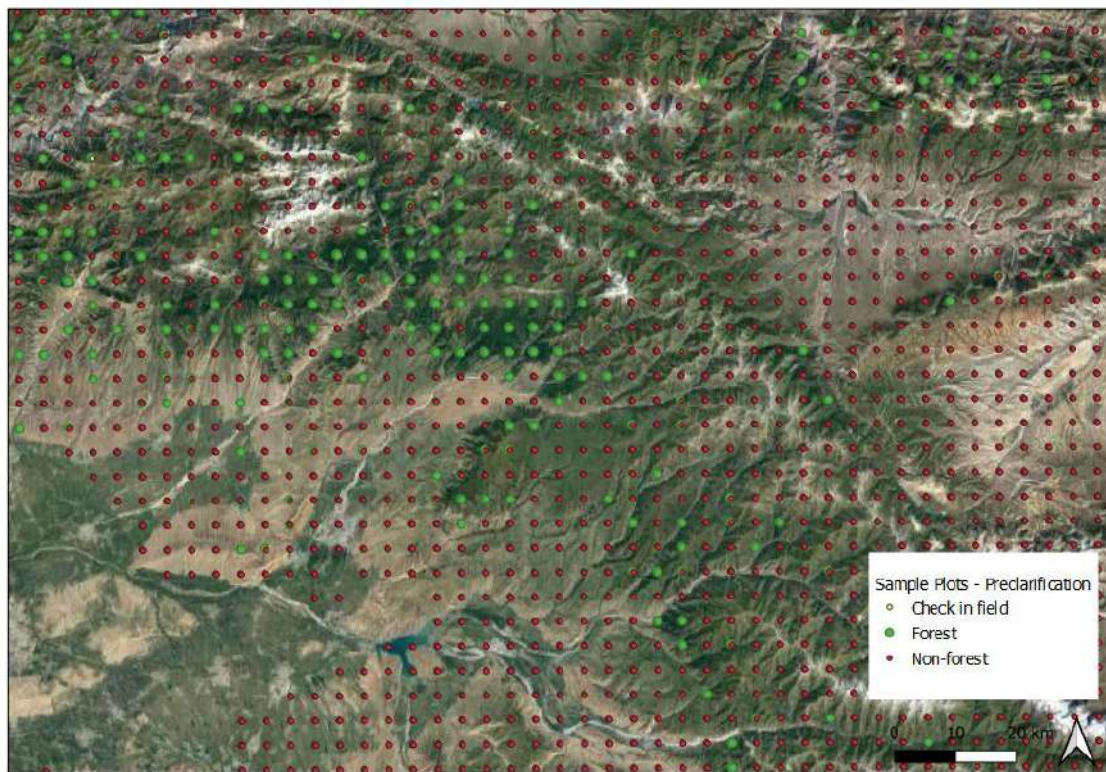 Sample Plots - Preclarification
Check in field
Forest
Non-forest
0 10 20 km